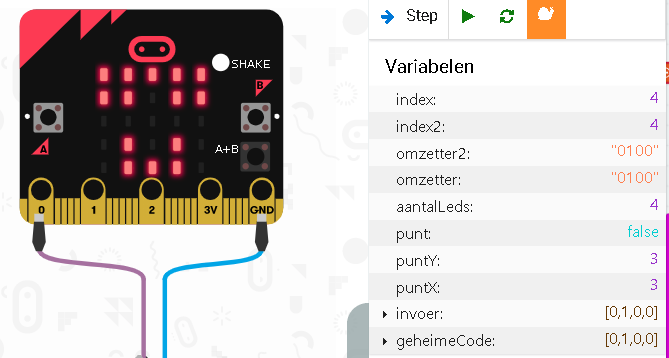 Step
SHAKE
B
A
A+B
0 1 2 3V GND
Variabelen
index: 4
index2: 4
omzetter2: "0100"
omzetter: "0100"
aantalLeds: 4
punt: false
puntY: 3
puntX: 3
invoer: [0,1,0,0]
geheimeCode: [0,1,0,0]